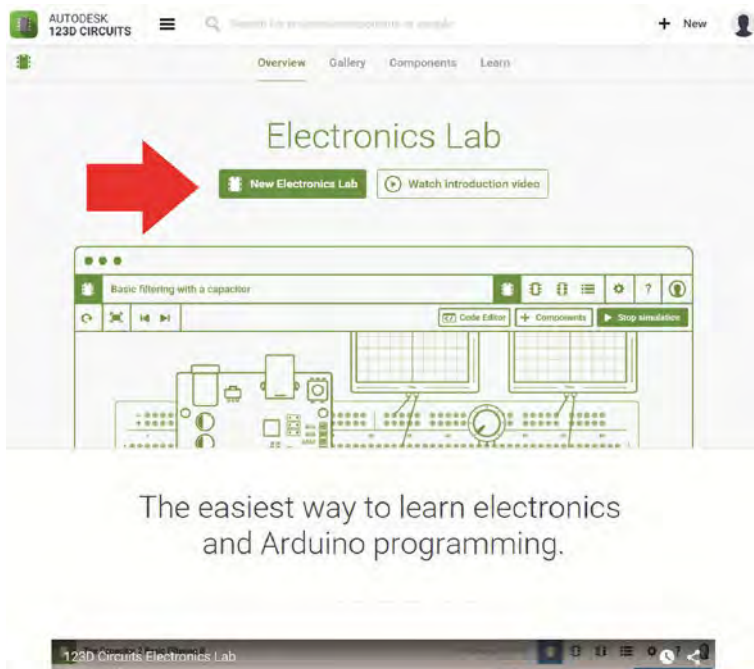 AUTODESK
123D CIRCUITS
+ New
Overview Gallery Components Learn
Electronics Lab
New Electronics Lab
Watch introduction video
Basic filtering with a capacitor
?
Code Editor
+ Components
Stop simulation
The easiest way to learn electronics
and Arduino programming.
123D Circuits Electronics Lab